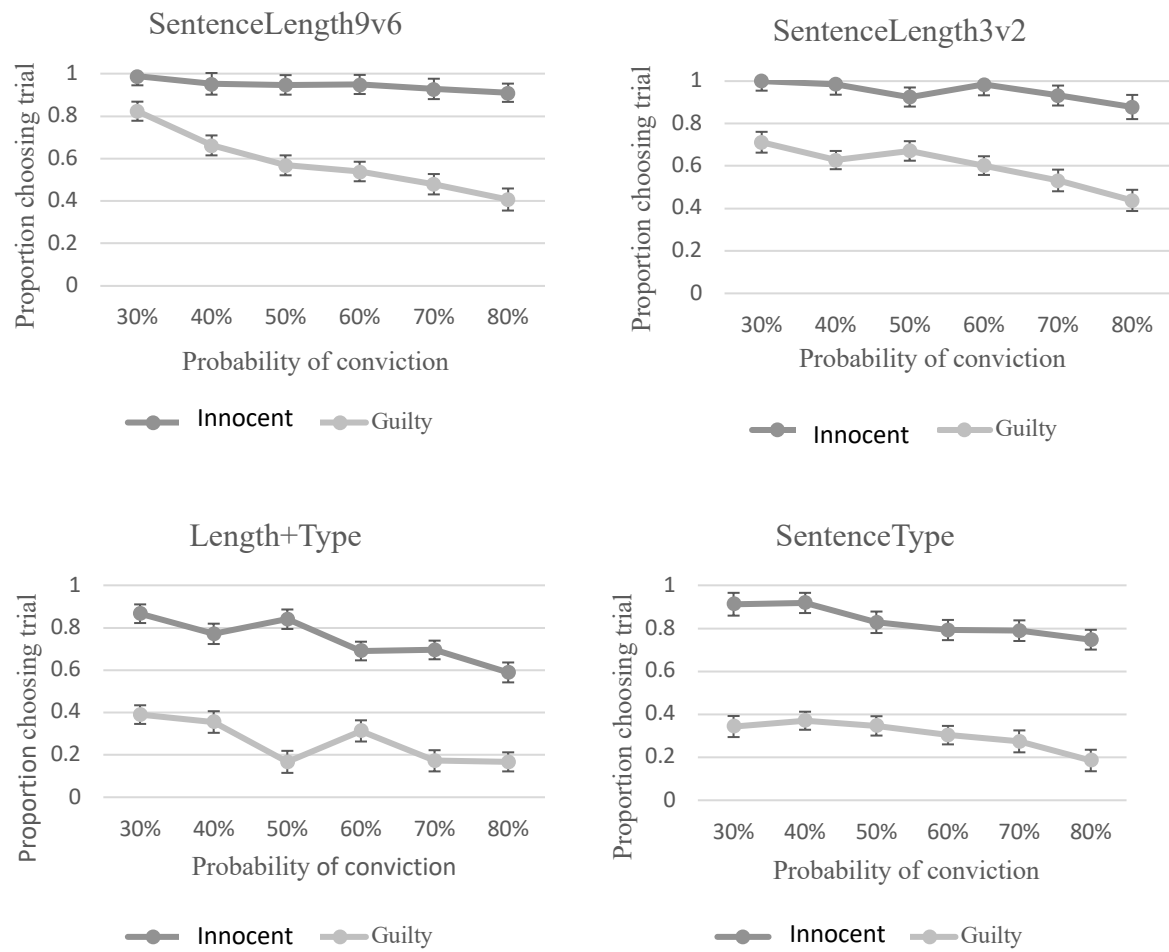 SentenceLength9v6
Proportion choosing trial
1
0.8
0.6
0.4
0.2
0
30% 40% 50% 60% 70% 80%
Probability of conviction
Innocent Guilty
SentenceLength3v2
Proportion choosing trial
1
0.8
0.6
0.4
0.2
0
30% 40% 50% 60% 70% 80%
Probability of conviction
Innocent Guilty
Length+Type
Proportion choosing trial
1
0.8
0.6
0.4
0.2
0
30% 40% 50% 60% 70% 80%
Probability of conviction
Innocent Guilty
SentenceType
Proportion choosing trial
1
0.8
0.6
0.4
0.2
0
30% 40% 50% 60% 70% 80%
Probability of conviction
Innocent Guilty